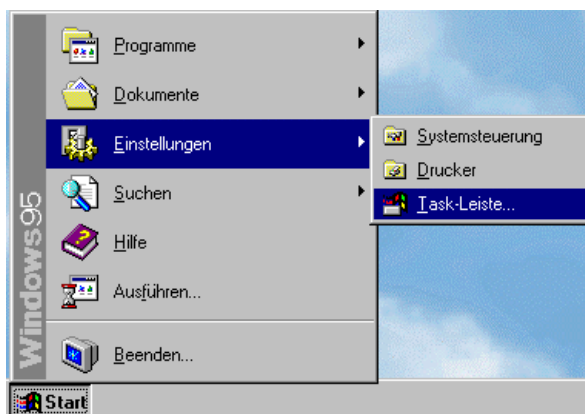 Programme
Dokumente
Einstellungen
Suchen
Hilfe
Ausführen...
Beenden...
Systemsteuerung
Drucker
Task-Leiste...
Windows95
Start